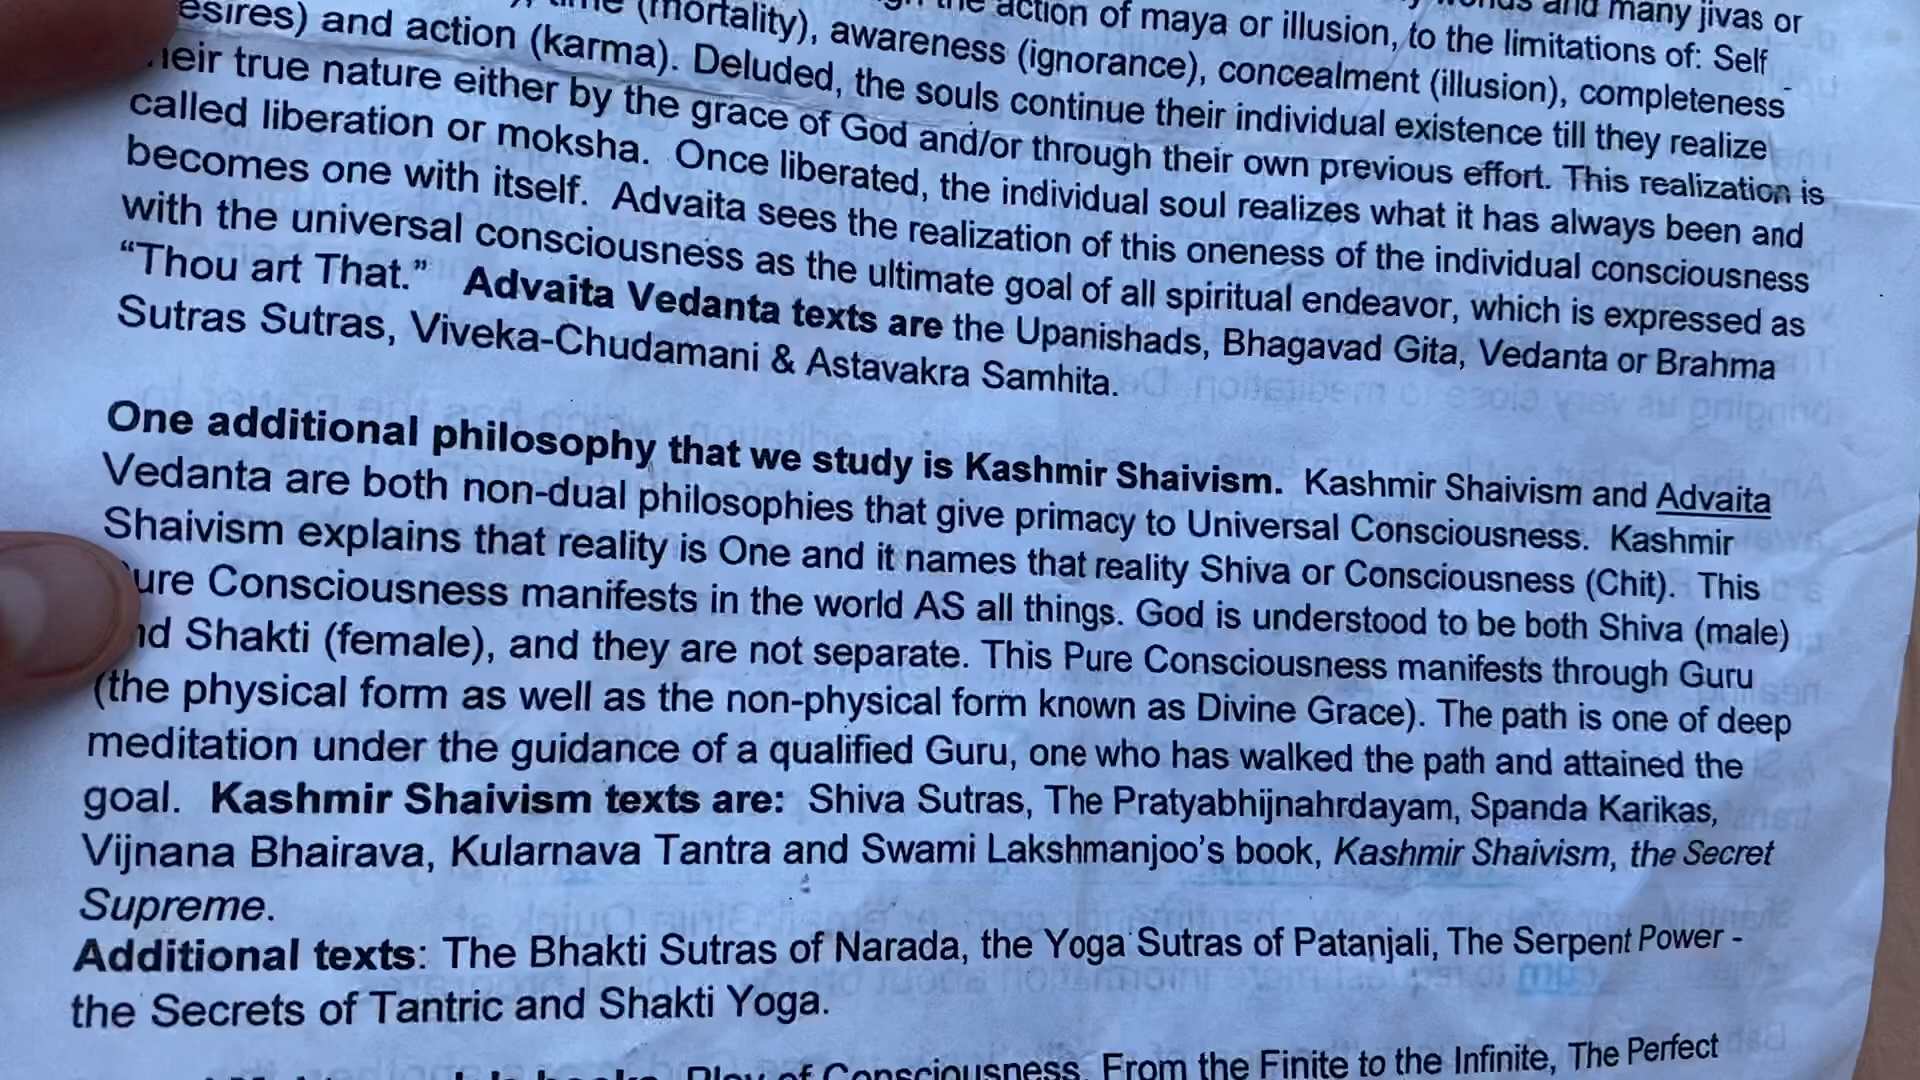 and many jivas or
(mortality), awareness (ignorance), concealment (illusion), completeness
action of maya or illusion, to the limitations of: Self
and action (karma). Deluded, the souls continue their individual existence till they realize
true nature either by the grace of God and/or through their own previous effort. This realization is
called liberation or moksha. Once liberated, the individual soul realizes what it has always been and
becomes one with itself. Advaita sees the realization of this oneness of the individual consciousness
with the universal consciousness as the ultimate goal of all spiritual endeavor, which is expressed as
“Thou art That.” Advaita Vedanta texts are the Upanishads, Bhagavad Gita, Vedanta or Brahma
Sutras Sutras, Viveka-Chudamani & Astavakra Samhita.
One additional philosophy that we study is Kashmir Shaivism. Kashmir Shaivism and Advaita
Vedanta are both non-dual philosophies that give primacy to Universal Consciousness. Kashmir
Shaivism explains that reality is One and it names that reality Shiva or Consciousness (Chit). This
Consciousness manifests in the world AS all things. God is understood to be both Shiva (male)
Shakti (female), and they are not separate. This Pure Consciousness manifests through Guru
(the physical form as well as the non-physical form known as Divine Grace). The path is one of deep
meditation under the guidance of a qualified Guru, one who has walked the path and attained the
goal. Kashmir Shaivism texts are: Shiva Sutras, The Pratyabhijnahrdayam, Spanda Karikas,
Vijnana Bhairava, Kularnava Tantra and Swami Lakshmanjoo’s book, Kashmir Shaivism, the Secret
Supreme.
Additional texts: The Bhakti Sutras of Narada, the Yoga Sutras of Patanjali, The Serpent Power -
the Secrets of Tantric and Shakti Yoga.
Play of Consciousness, From the Finite to the Infinite, The Perfect